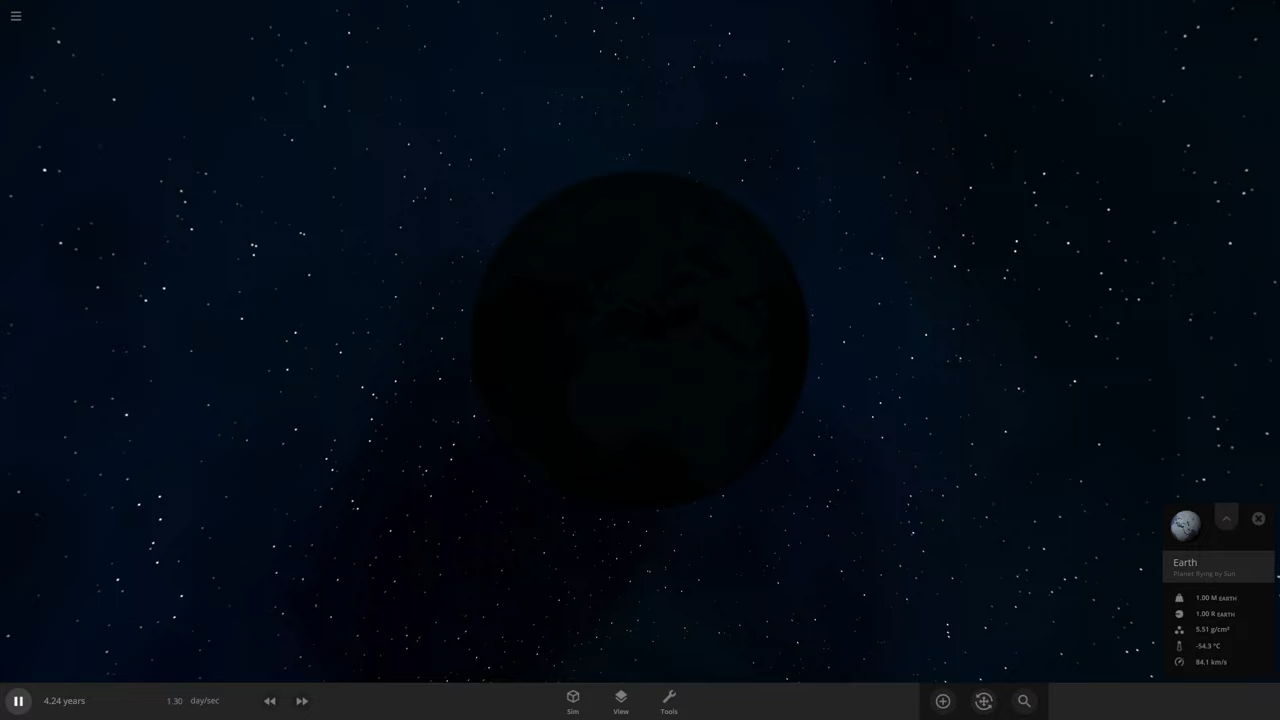 Earth
Planet flying by Sun
1.00 M EARTH
1.00 R EARTH
5.51 g/cm³
-54.3 °C
84.1 km/s
4.24 years
1.30 day/sec
Sim
View
Tools